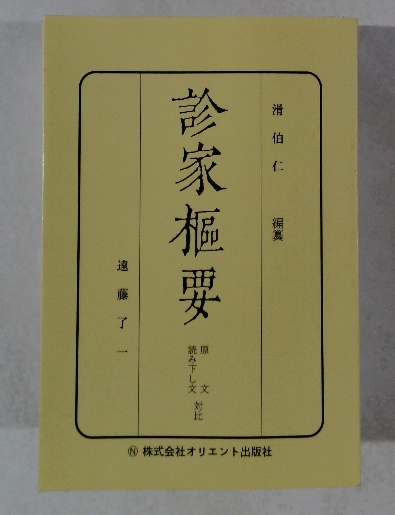 滑伯仁 編纂
診家樞要
原文
読み下し文 対比
遠藤了一
Ⓝ 株式会社オリエント出版社